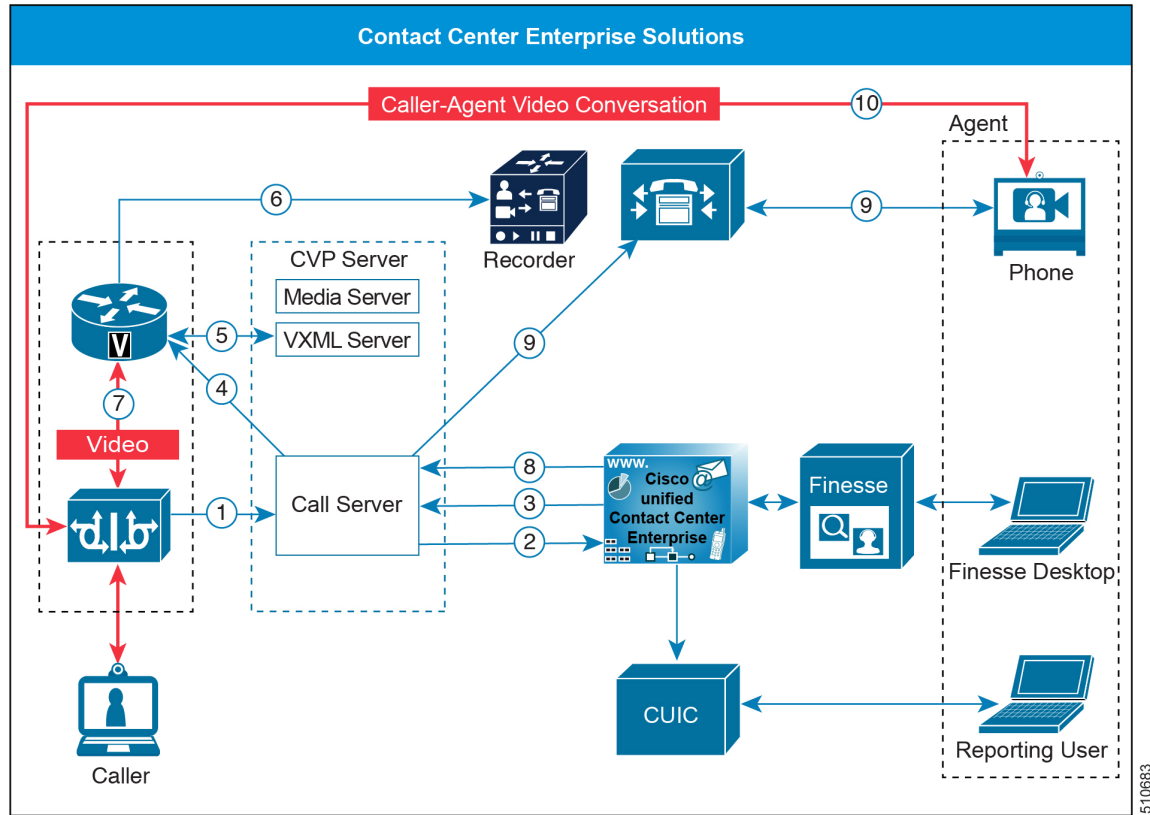 Contact Center Enterprise Solutions
Caller-Agent Video Conversation
10
Agent
6
Recorder
9
Phone
CVP Server
Media Server
VXML Server
V
5
9
4
7
Video
1
Call Server
8
3
2
www.
@
Cisco
unified
Contact Center
Enterprise
Finesse
Finesse Desktop
CUIC
Caller
Reporting User
510683